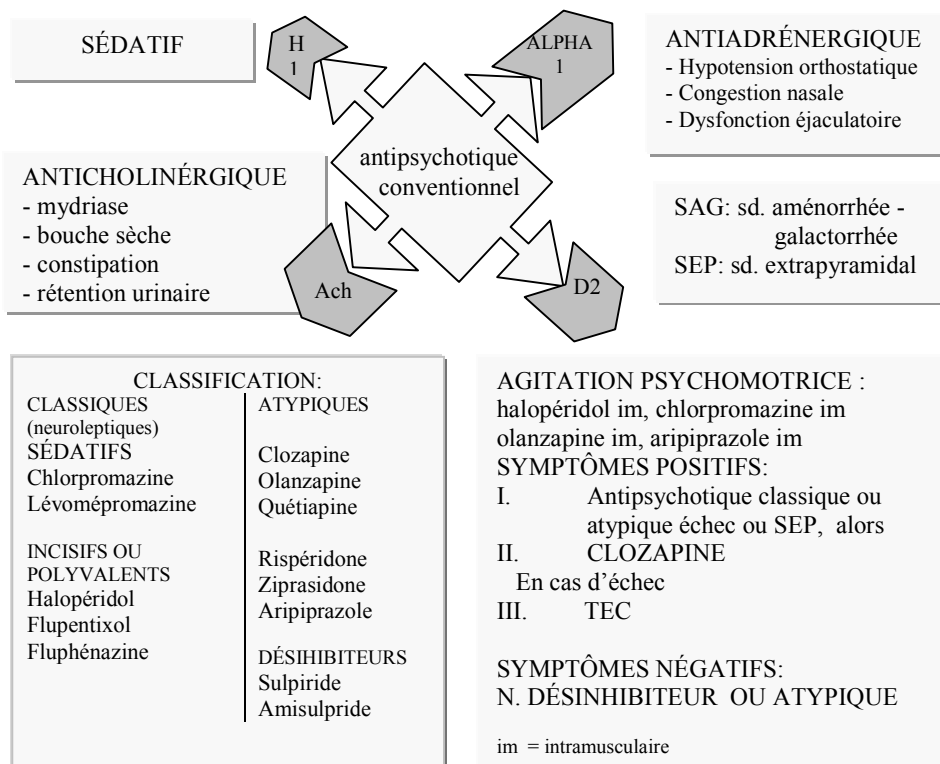 SÉDATIF
H
1
ALPHA
1
ANTIADRÉNERGIQUE
- Hypotension orthostatique
- Congestion nasale
- Dysfonction éjaculatoire
antipsychotique
conventionnel
ANTICHOLINÉRGIQUE
- mydriase
- bouche sèche
- constipation
- rétention urinaire
Ach
D2
SAG: sd. aménorrhée -
galactorrhée
SEP: sd. extrapyramidal
CLASSIFICATION:
CLASSIQUES
(neuroleptiques)
SÉDATIFS
Chlorpromazine
Lévomépromazine
INCISIFS OU
POLYVALENTS
Halopéridol
Flupentixol
Fluphénazine
ATYPIQUES
Clozapine
Olanzapine
Quétiapine
Rispéridone
Ziprasidone
Aripiprazole
DÉSIHIBITEURS
Sulpiride
Amisulpride
AGITATION PSYCHOMOTRICE :
halopéridol im, chlorpromazine im
olanzapine im, aripiprazole im
SYMPTÔMES POSITIFS:
I. Antipsychotique classique ou
atypique échec ou SEP, alors
II. CLOZAPINE
En cas d'échec
III. TEC
SYMPTÔMES NÉGATIFS:
N. DÉSINHIBITEUR OU ATYPIQUE
im = intramusculaire